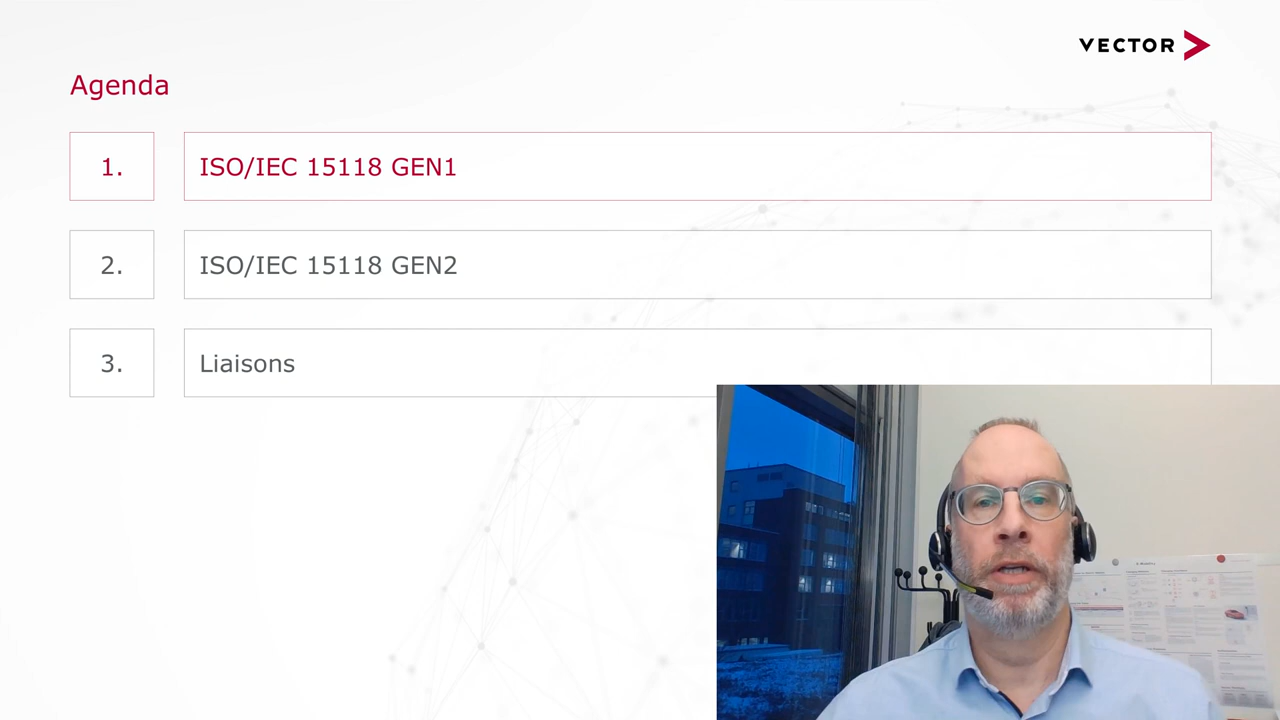 VECTOR
Agenda
1. ISO/IEC 15118 GEN1
2. ISO/IEC 15118 GEN2
3. Liaisons